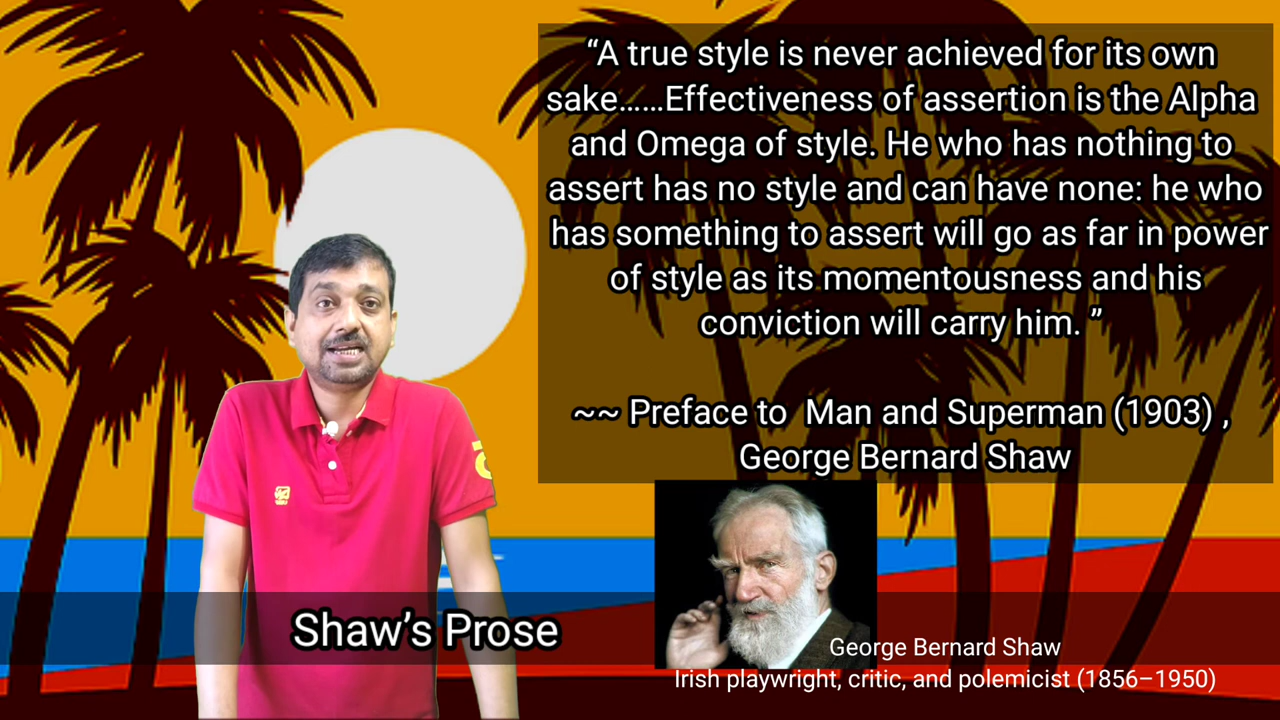 “A true style is never achieved for its own
sake……Effectiveness of assertion is the Alpha
and Omega of style. He who has nothing to
assert has no style and can have none: he who
has something to assert will go as far in power
of style as its momentousness and his
conviction will carry him. ”
~~ Preface to Man and Superman (1903) ,
George Bernard Shaw
Shaw’s Prose
George Bernard Shaw
Irish playwright, critic, and polemicist (1856–1950)